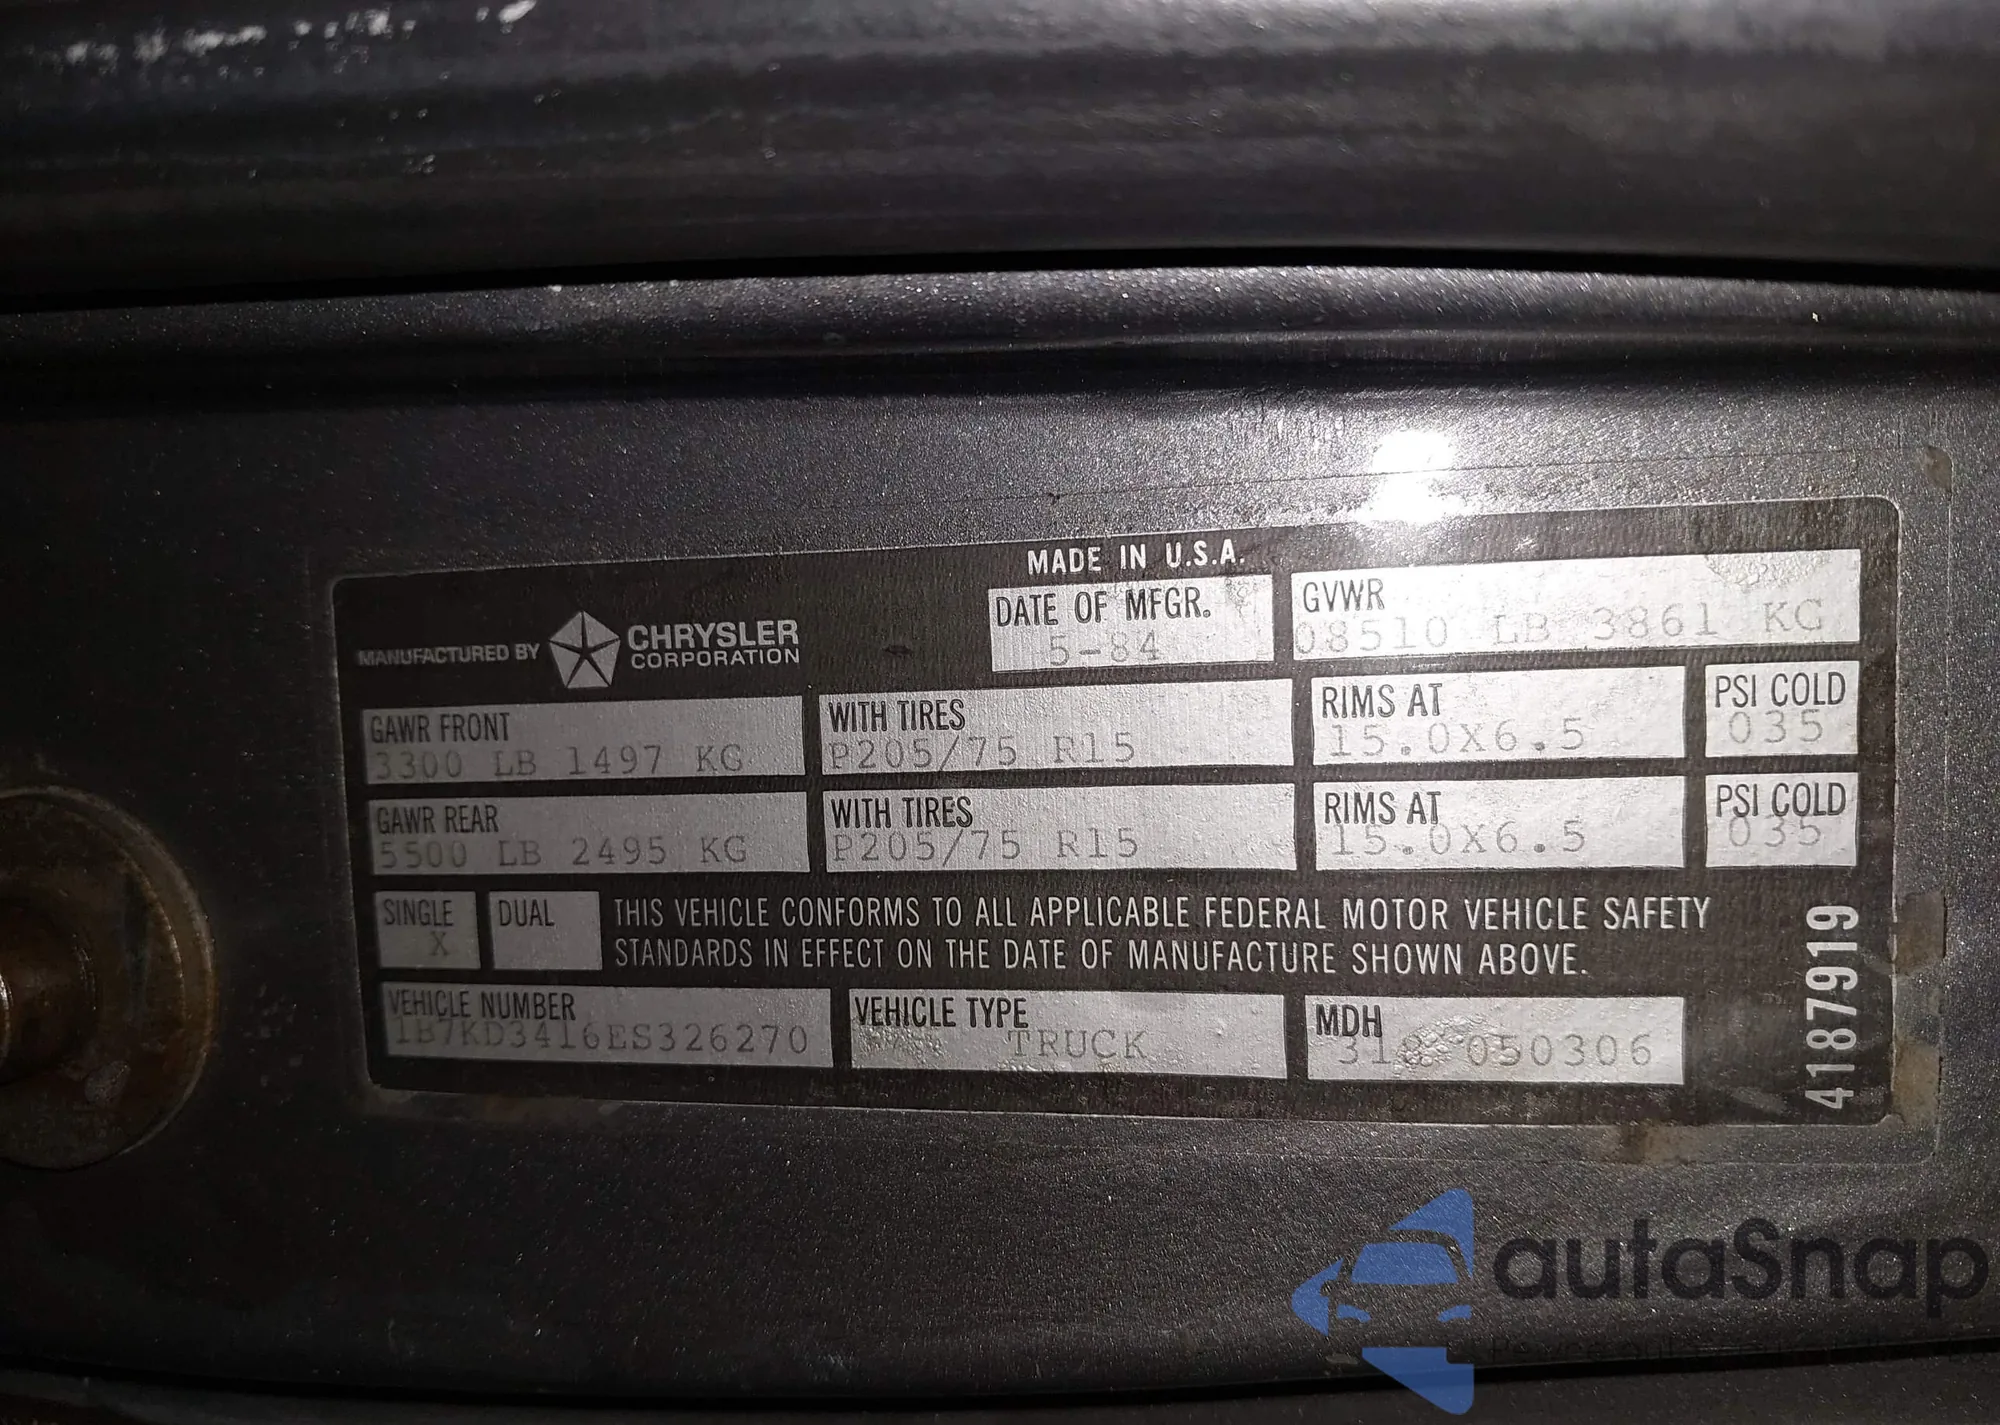 MADE IN U.S.A.
MANUFACTURED BY CHRYSLER CORPORATION
DATE OF MFGR.
5-84
GVWR
08510 LB 3861 KG
GAWR FRONT
3300 LB 1497 KG
WITH TIRES
P205/75 R15
RIMS AT
15.0X6.5
PSI COLD
035
GAWR REAR
5500 LB 2495 KG
WITH TIRES
P205/75 R15
RIMS AT
15.0X6.5
PSI COLD
035
SINGLE
X
DUAL
THIS VEHICLE CONFORMS TO ALL APPLICABLE FEDERAL MOTOR VEHICLE SAFETY
STANDARDS IN EFFECT ON THE DATE OF MANUFACTURE SHOWN ABOVE.
VEHICLE NUMBER
1B7KD3416ES326270
VEHICLE TYPE
TRUCK
MDH
050306
4187919
autaSnap